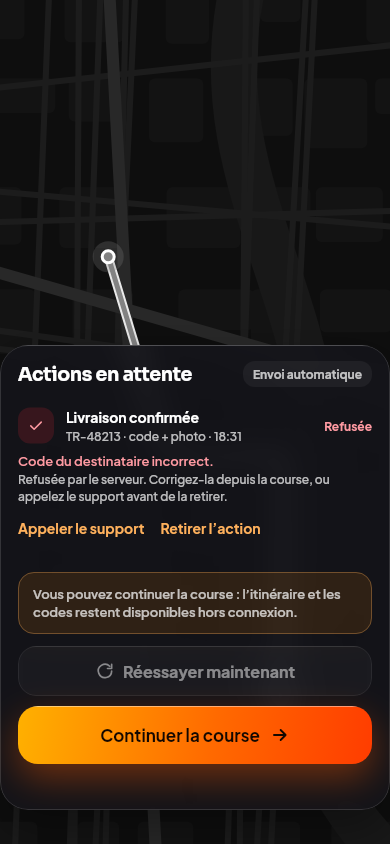 Actions en attente
Envoi automatique
Livraison confirmée
TR-48213 · code + photo · 18:31
Refusée
Code du destinataire incorrect.
Refusée par le serveur. Corrigez-la depuis la course, ou
appelez le support avant de la retirer.
Appeler le support
Retirer l’action
Vous pouvez continuer la course : l’itinéraire et les
codes restent disponibles hors connexion.
Réessayer maintenant
Continuer la course